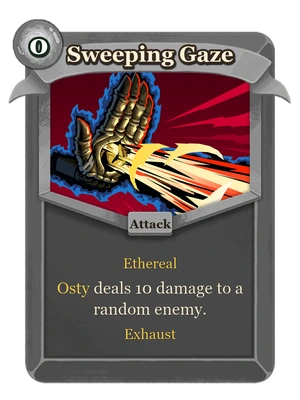 0
Sweeping Gaze
Attack
Ethereal
Osty deals 10 damage to a
random enemy.
Exhaust